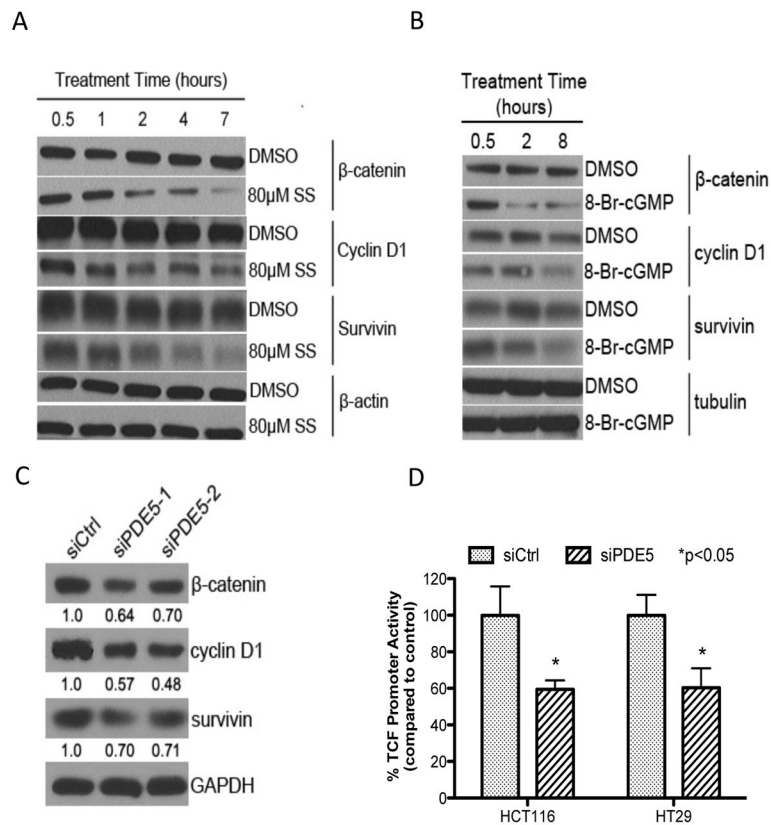 A
Treatment Time (hours)
0.5 1 2 4 7
DMSO
β-catenin
80μM SS
DMSO
Cyclin D1
80μM SS
DMSO
Survivin
80μM SS
DMSO
β-actin
80μM SS
B
Treatment Time
(hours)
0.5 2 8
DMSO
β-catenin
8-Br-cGMP
DMSO
cyclin D1
8-Br-cGMP
DMSO
survivin
8-Br-cGMP
DMSO
tubulin
8-Br-cGMP
C
siCtrl
siPDE5-1
siPDE5-2
β-catenin
1.0 0.64 0.70
cyclin D1
1.0 0.57 0.48
survivin
1.0 0.70 0.71
GAPDH
D
siCtrl siPDE5 *p<0.05
% TCF Promoter Activity
(compared to control)
120
100
80
60
40
20
0
* *
HCT116 HT29